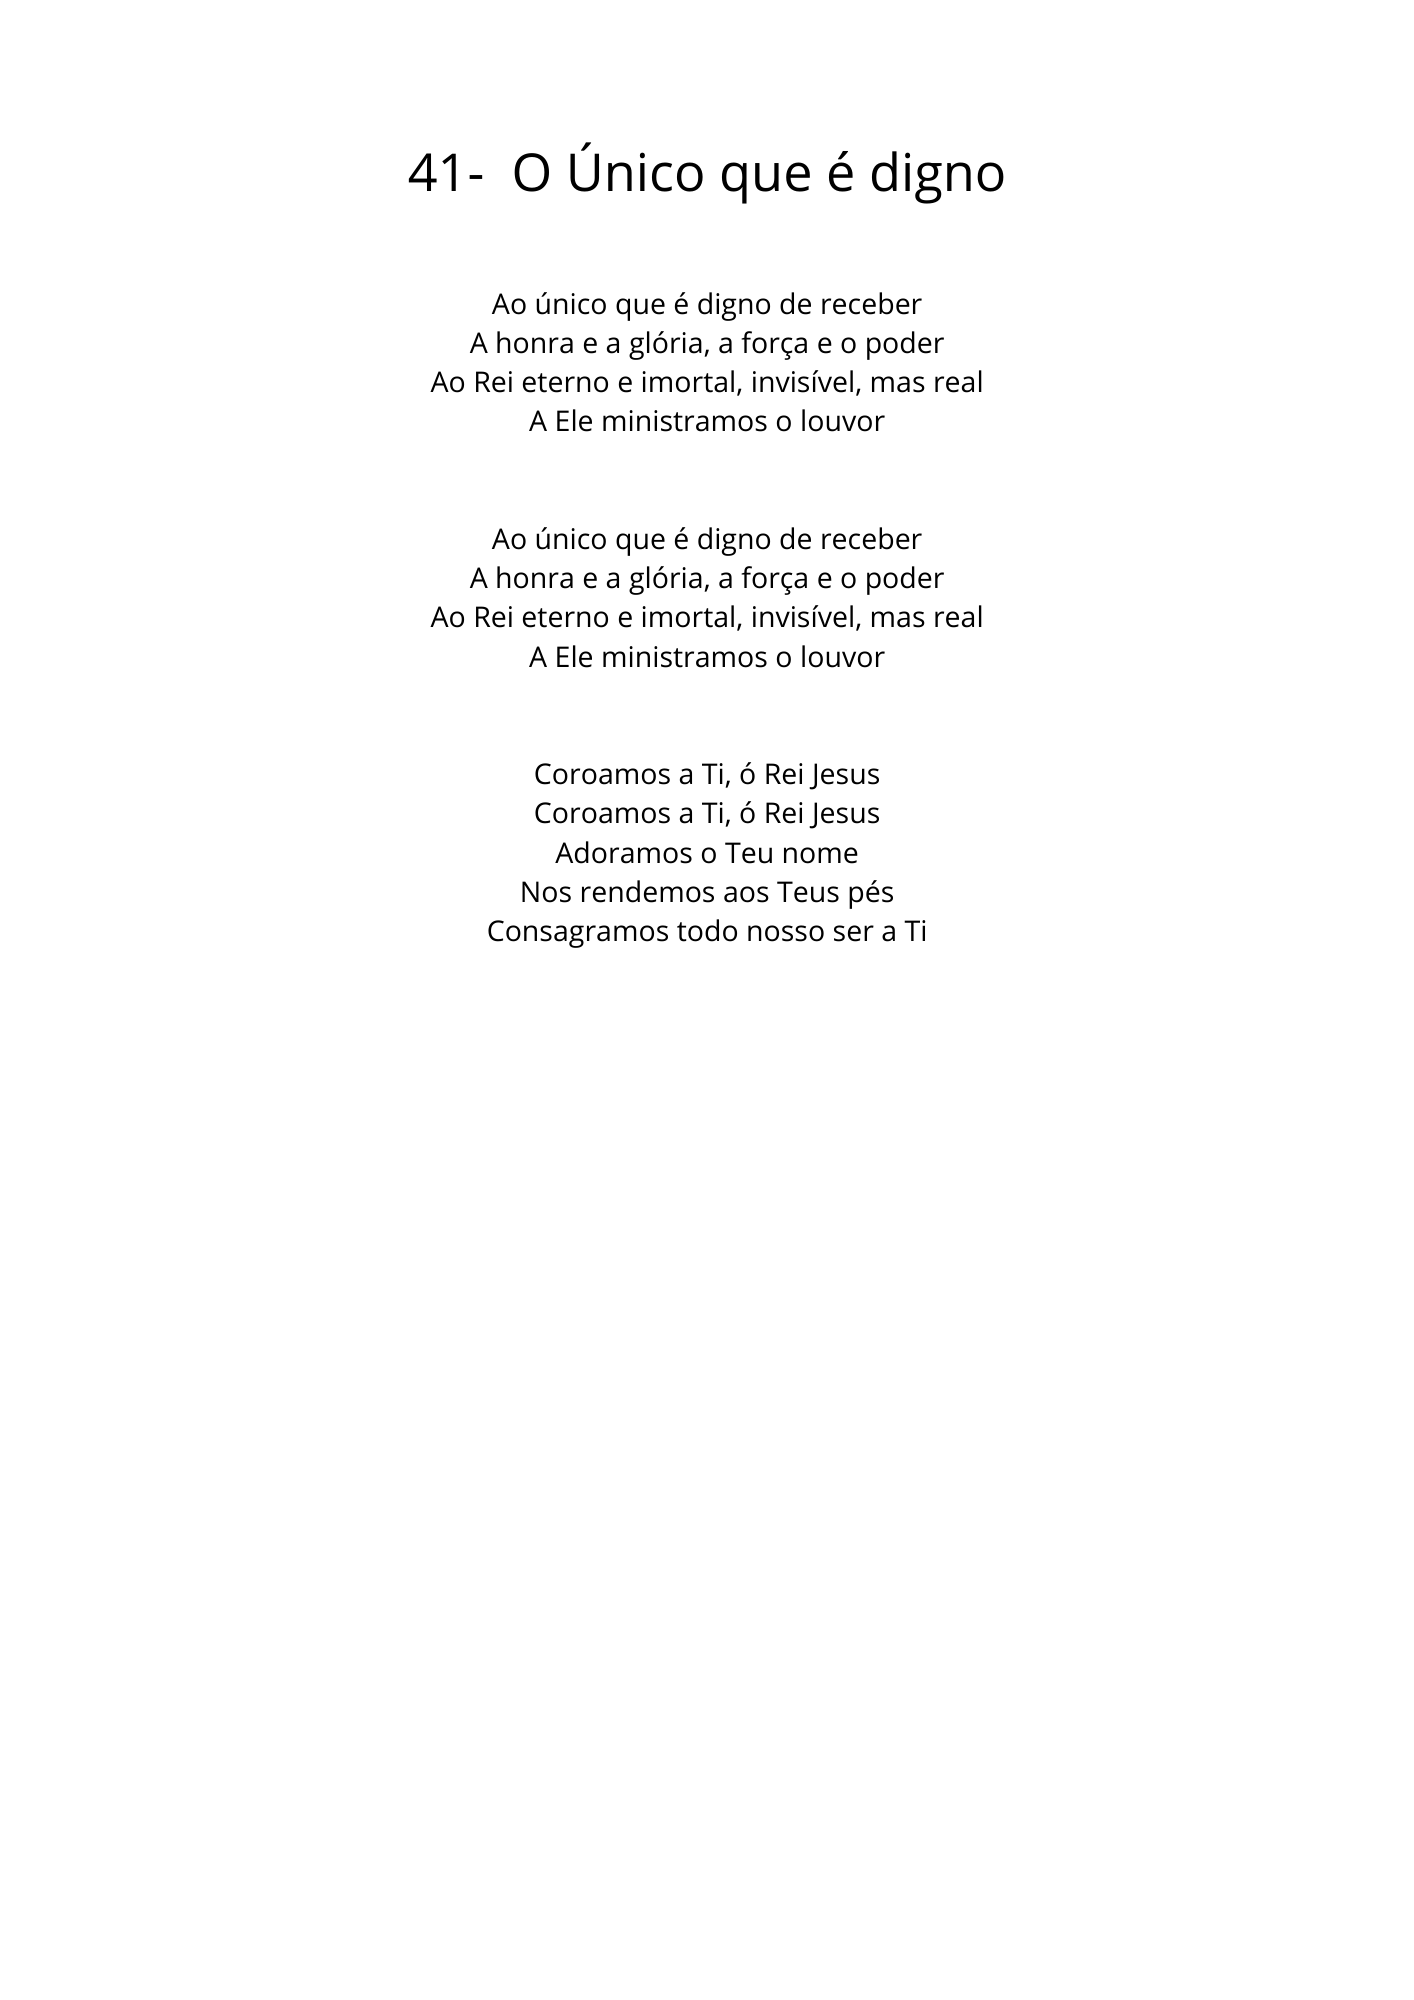 41-  O Único que é digno
Ao único que é digno de receber
A honra e a glória, a força e o poder
Ao Rei eterno e imortal, invisível, mas real
A Ele ministramos o louvor
Ao único que é digno de receber
A honra e a glória, a força e o poder
Ao Rei eterno e imortal, invisível, mas real
A Ele ministramos o louvor
Coroamos a Ti, ó Rei Jesus
Coroamos a Ti, ó Rei Jesus
Adoramos o Teu nome
Nos rendemos aos Teus pés
Consagramos todo nosso ser a Ti